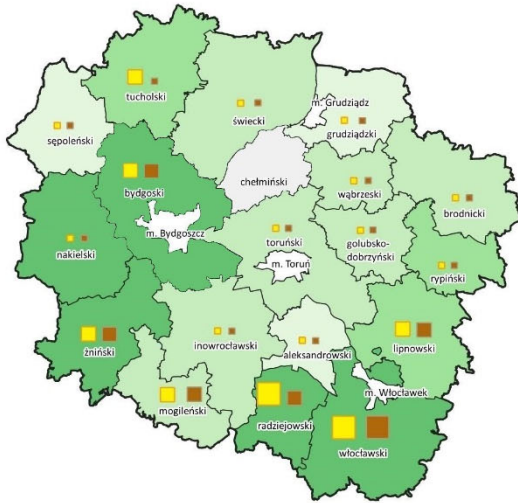 tucholski
m. Grudziądz
świecki
grudziądzki
sępoleński
bydgoski
chełmiński
wąbrzeski
brodnicki
m. Bydgoszcz
toruński
golubsko-
dobrzyński
nakielski
m. Toruń
rypiński
żniński
inowrocławski
aleksandrowski
lipnowski
mogileński
m. Włocławek
radziejowski
włocławski